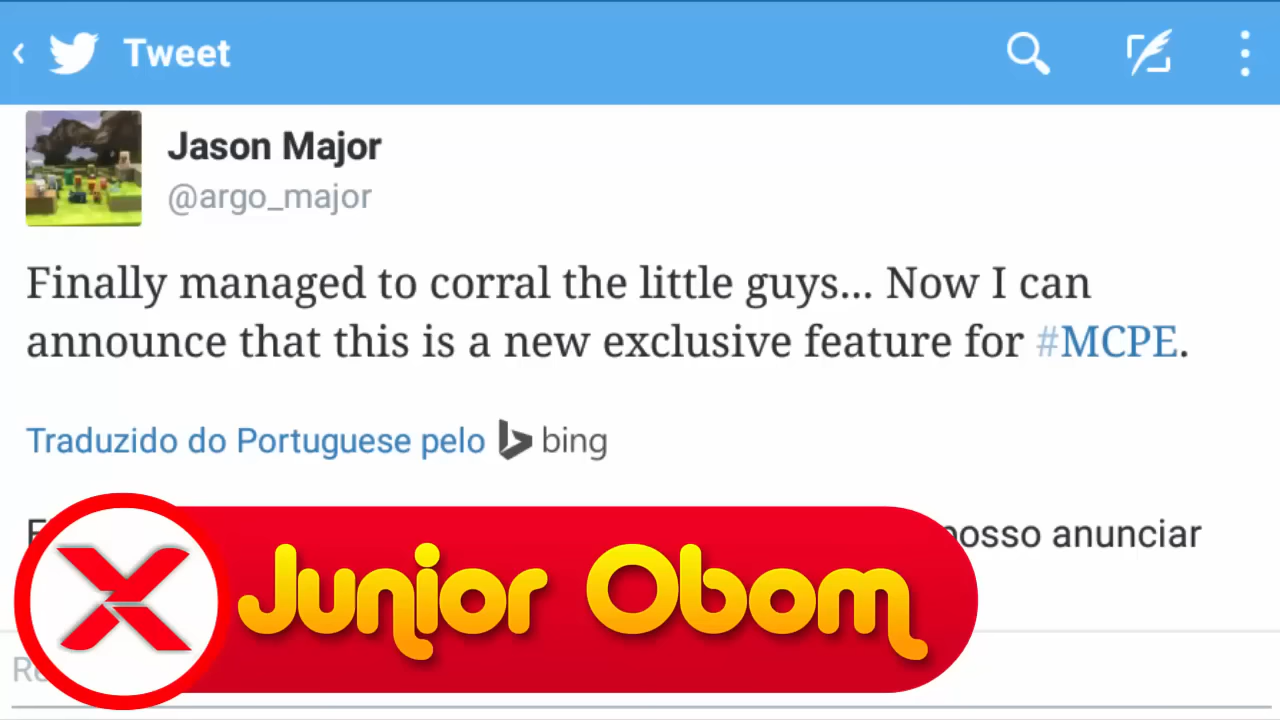 Tweet
Jason Major
@argo_major
Finally managed to corral the little guys... Now I can
announce that this is a new exclusive feature for #MCPE.
Traduzido do Portuguese pelo bing
posso anunciar
Junior Obom